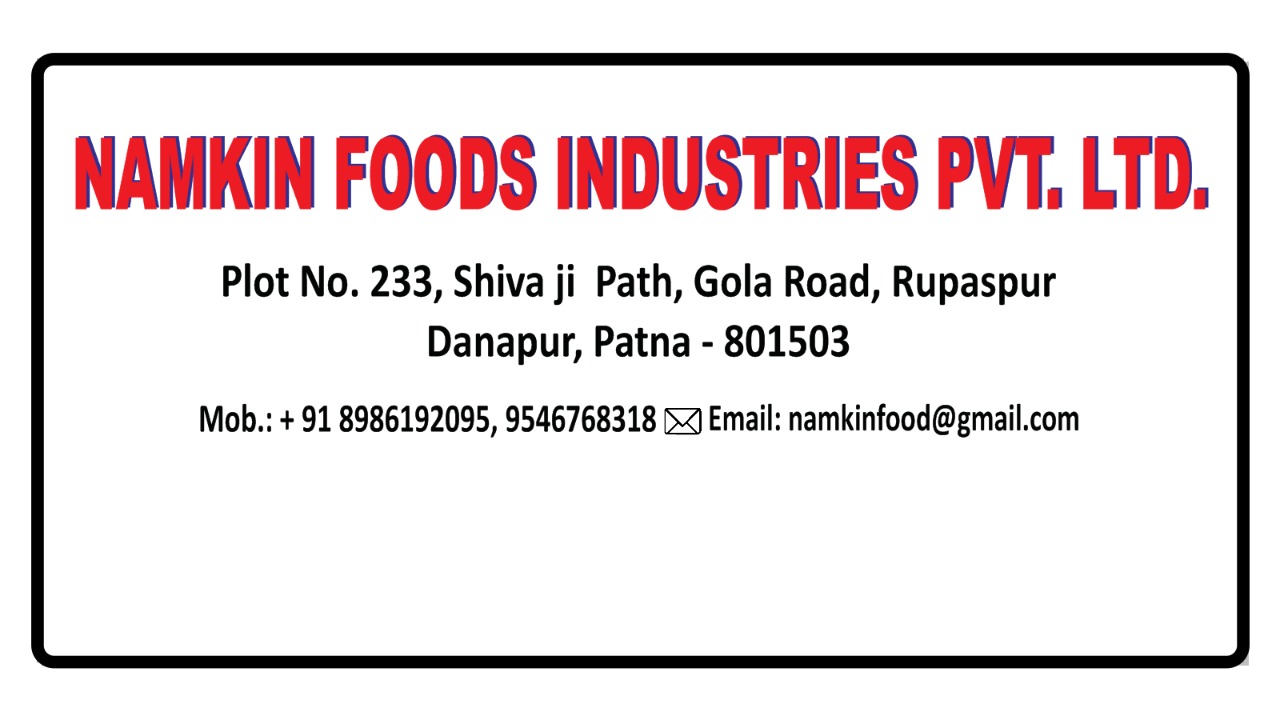 NAMKIN FOODS INDUSTRIES PVT. LTD.
Plot No. 233, Shiva ji  Path, Gola Road, Rupaspur
Danapur, Patna - 801503
Mob.: + 91 8986192095, 9546768318 Email: namkinfood@gmail.com